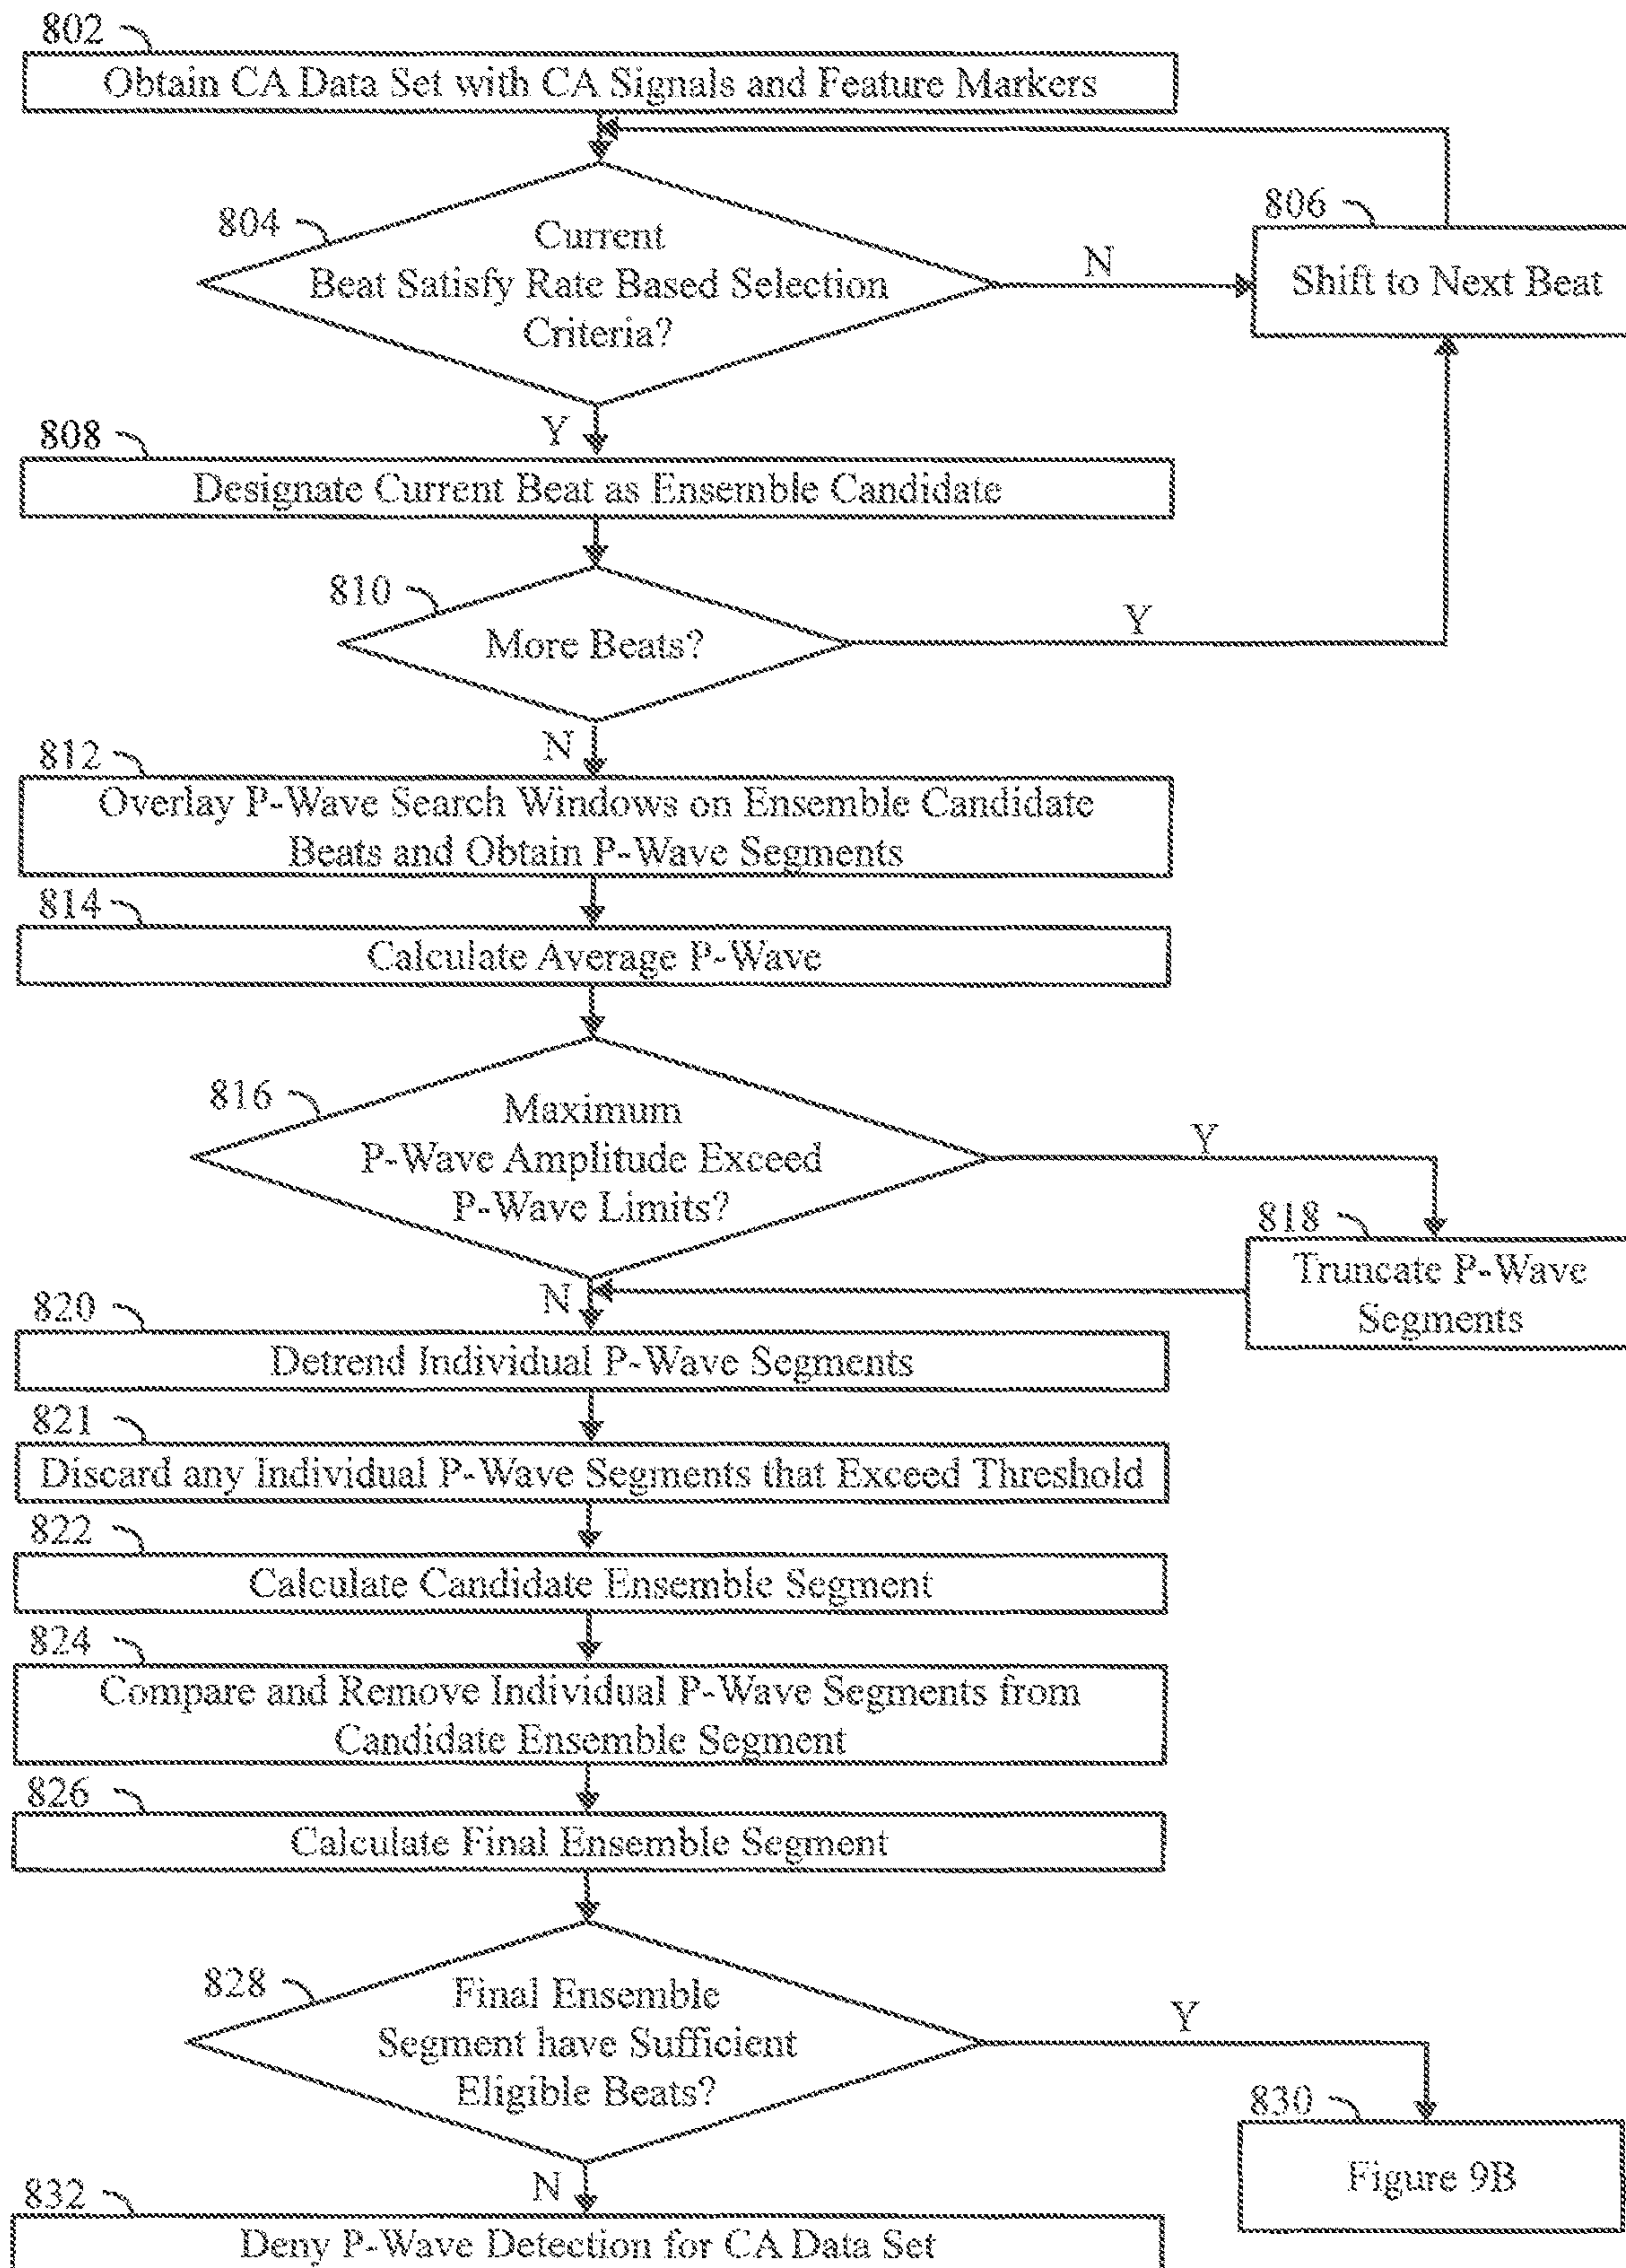 802
Obtain CA Data Set with CA Signals and Feature Markers
804
Current
Beat Satisfy Rate Based Selection
Criteria?
N
806
Shift to Next Beat
Y
808
Designate Current Beat as Ensemble Candidate
810
More Beats?
Y
N
812
Overlay P-Wave Search Windows on Ensemble Candidate
Beats and Obtain P-Wave Segments
814
Calculate Average P-Wave
816
Maximum
P-Wave Amplitude Exceed
P-Wave Limits?
Y
818
Truncate P-Wave
Segments
N
820
Detrend Individual P-Wave Segments
821
Discard any Individual P-Wave Segments that Exceed Threshold
822
Calculate Candidate Ensemble Segment
824
Compare and Remove Individual P-Wave Segments from
Candidate Ensemble Segment
826
Calculate Final Ensemble Segment
828
Final Ensemble
Segment have Sufficient
Eligible Beats?
Y
830
Figure 9B
N
832
Deny P-Wave Detection for CA Data Set